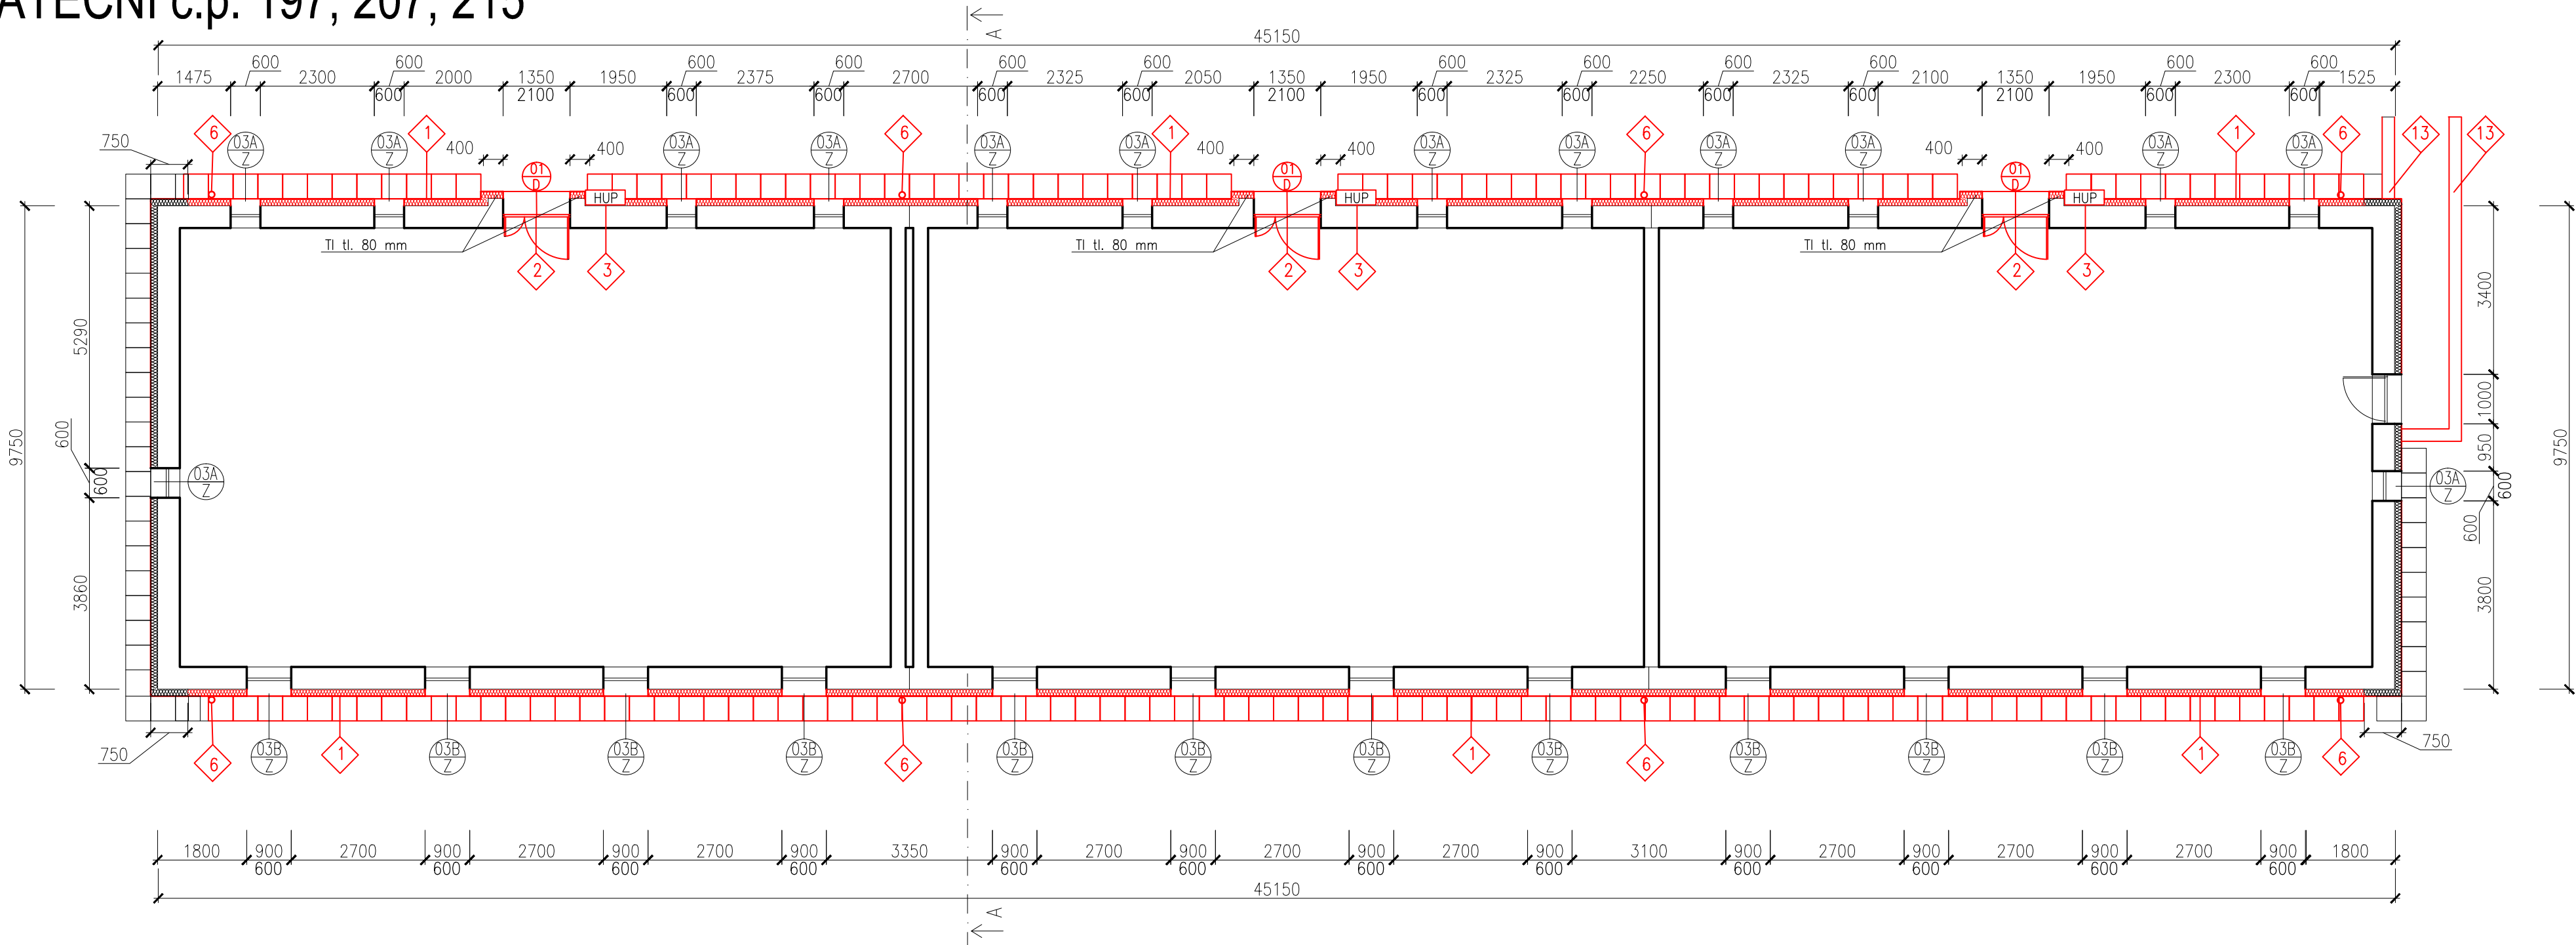 ATEČNÍ č.p. 197, 207, 215
A
45150
600 600 600 600 600 600 600 600 600 600 600 600
1475 2300 2000 1350 1950 2375 2700 2325 2050 1350 1950 2325 2250 2325 2100 1350 1950 2300 1525
600 2100 600 600 600 600 2100 600 600 600 600 2100 600 600
750 6 03A 03A 1 400 01 400 03A 03A 6 03A 03A 1 400 01 400 03A 03A 6 03A 03A 400 01 400 03A 1 03A 6 13 13
Z Z D Z Z Z Z D Z Z Z Z D Z Z
HUP HUP HUP
TI tl. 80 mm TI tl. 80 mm TI tl. 80 mm
2 3 2 3 2 3
9750 5290 600 600 3860
03A
Z
3400 1000 950 600 600 3800 9750
03A
Z
750 6 03B 1 03B 03B 03B 6 03B 03B 03B 1 03B 6 03B 03B 03B 1 03B 6 750
Z Z Z Z Z Z Z Z Z Z Z Z
1800 900 2700 900 2700 900 2700 900 3350 900 2700 900 2700 900 2700 900 3100 900 2700 900 2700 900 2700 900 1800
600 600 600 600 600 600 600 600 600 600 600 600
45150
A